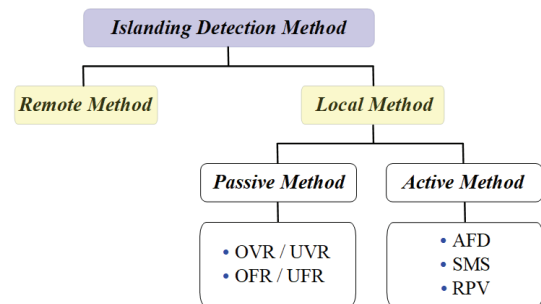 Islanding Detection Method
Remote Method
Local Method
Passive Method
Active Method
• OVR / UVR
• OFR / UFR
• AFD
• SMS
• RPV